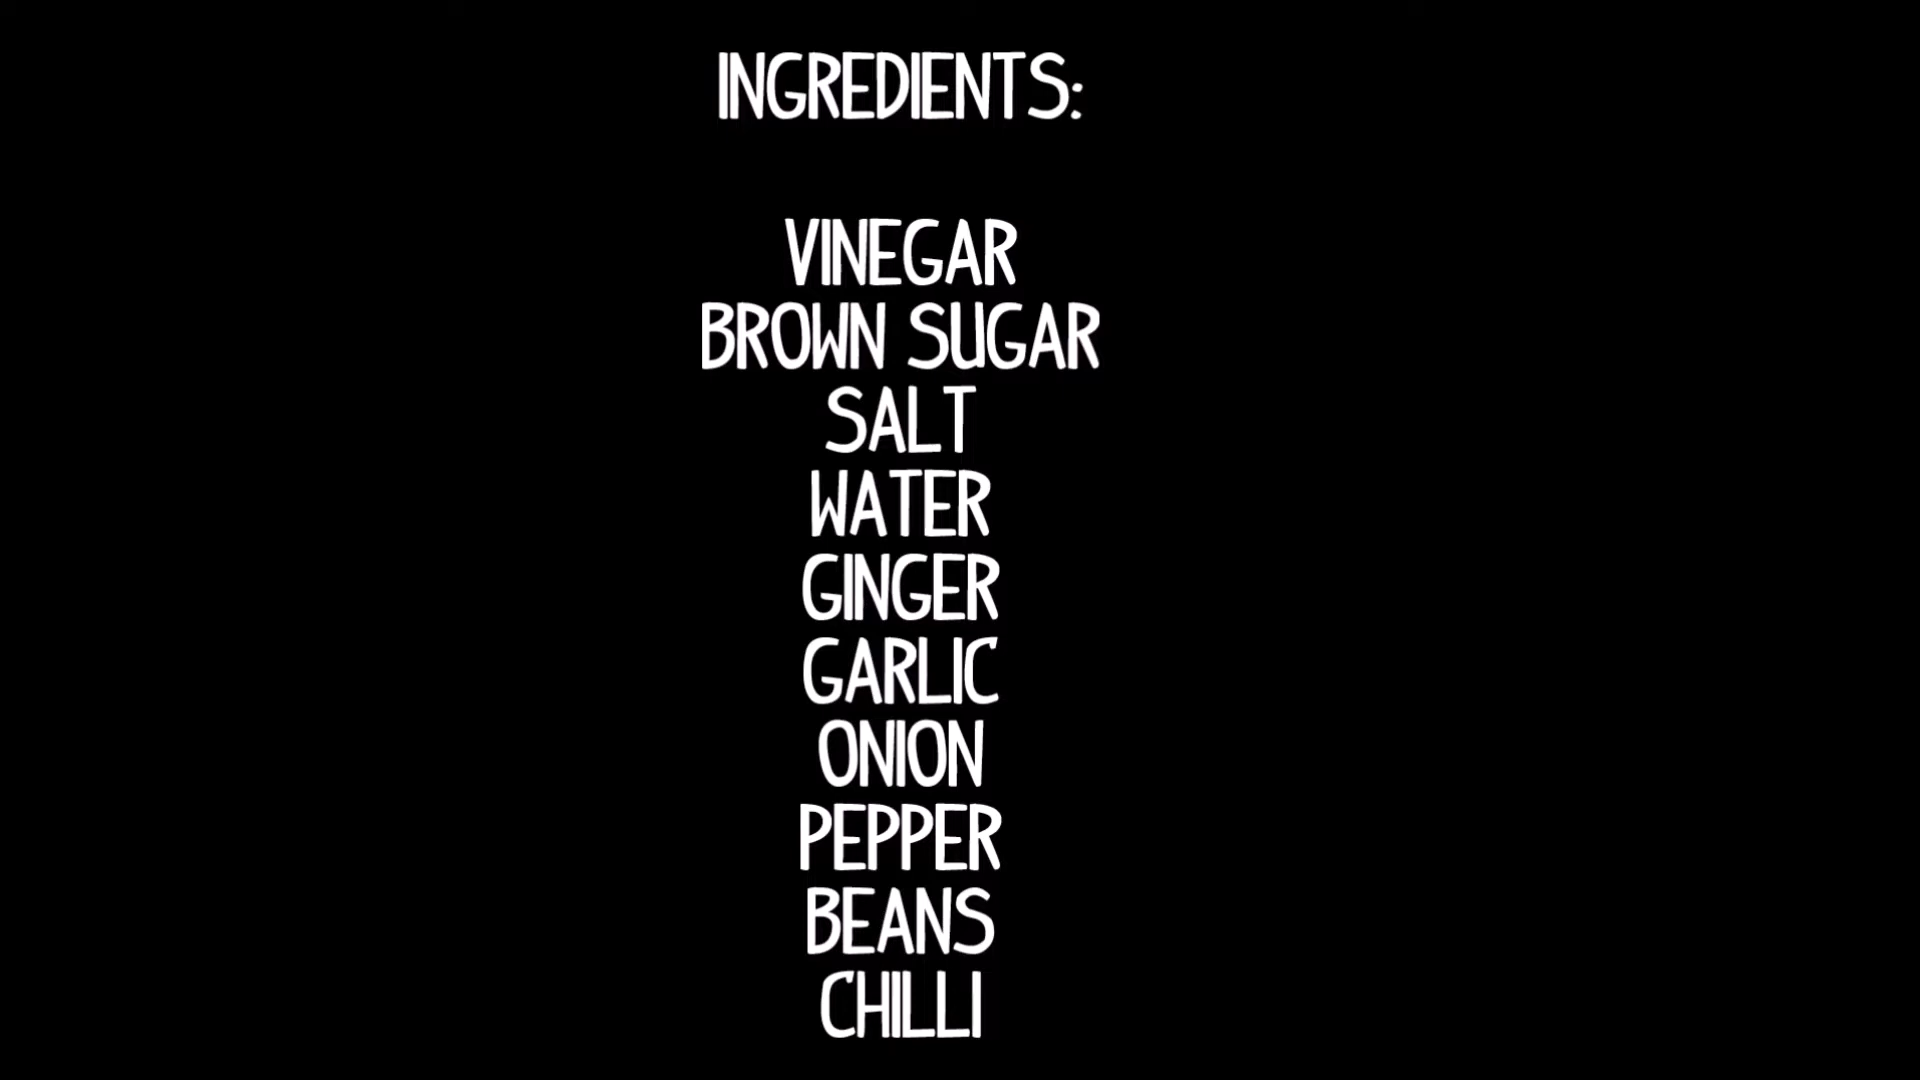 INGREDIENTS:
VINEGAR
BROWN SUGAR
SALT
WATER
GINGER
GARLIC
ONION
PEPPER
BEANS
CHILLI